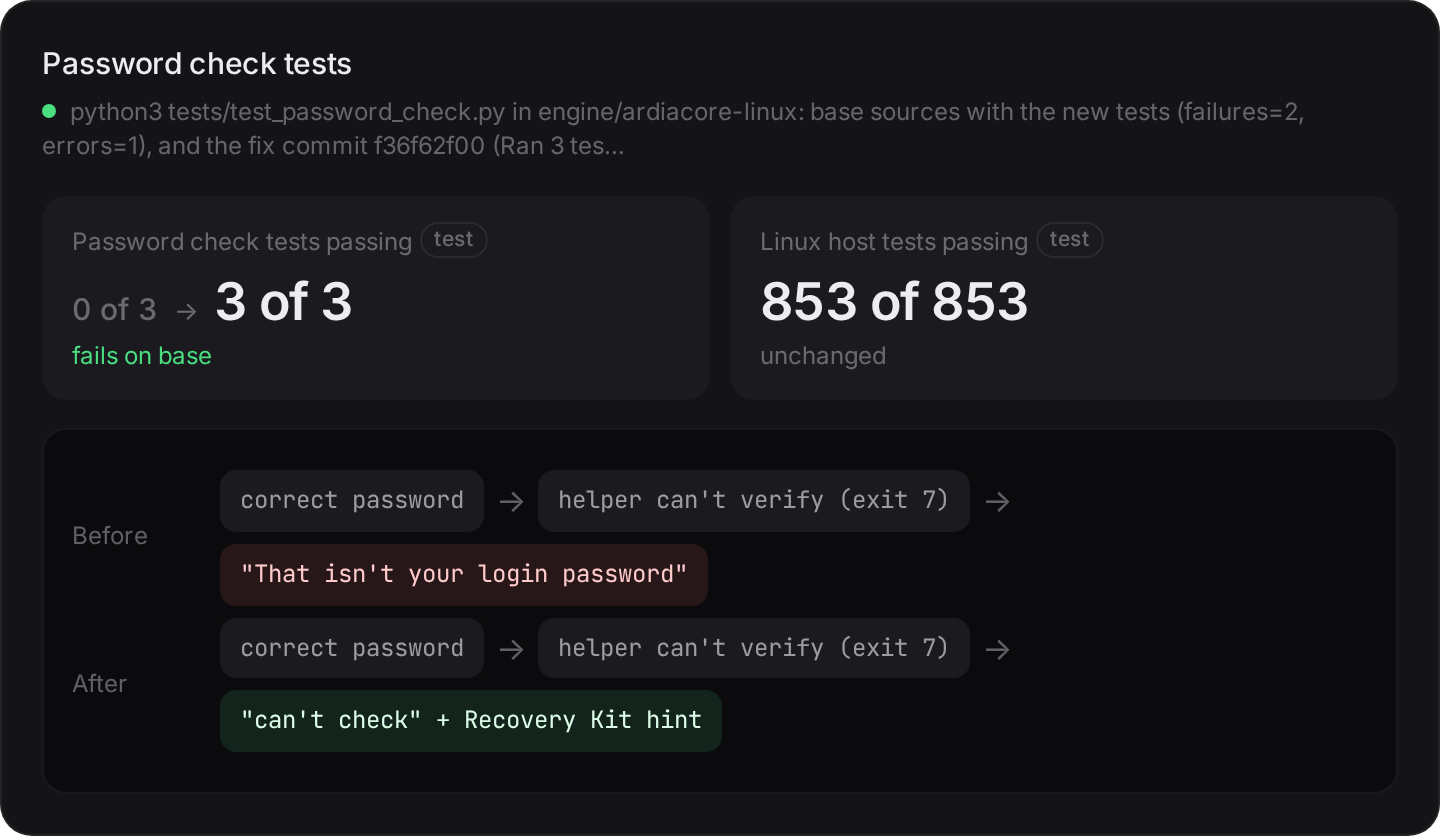 Password check tests
python3 tests/test_password_check.py in engine/ardiacore-linux: base sources with the new tests (failures=2,
errors=1), and the fix commit f36f62f00 (Ran 3 tes...
Password check tests passing test
0 of 3 → 3 of 3
fails on base
Linux host tests passing test
853 of 853
unchanged
Before
correct password → helper can't verify (exit 7) →
"That isn't your login password"
After
correct password → helper can't verify (exit 7) →
"can't check" + Recovery Kit hint